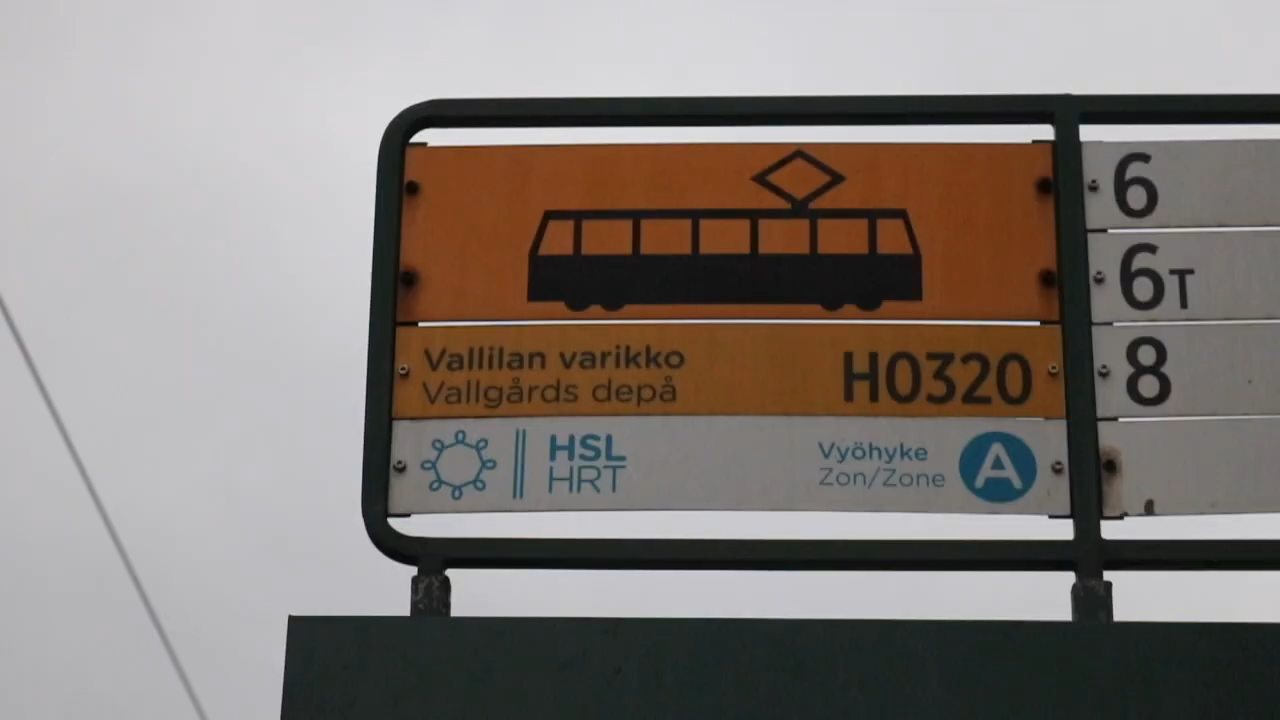 Vallilan varikko
Vallgårds depå
H0320
HSL
HRT
Vyöhyke
Zon/Zone
A
6
6T
8